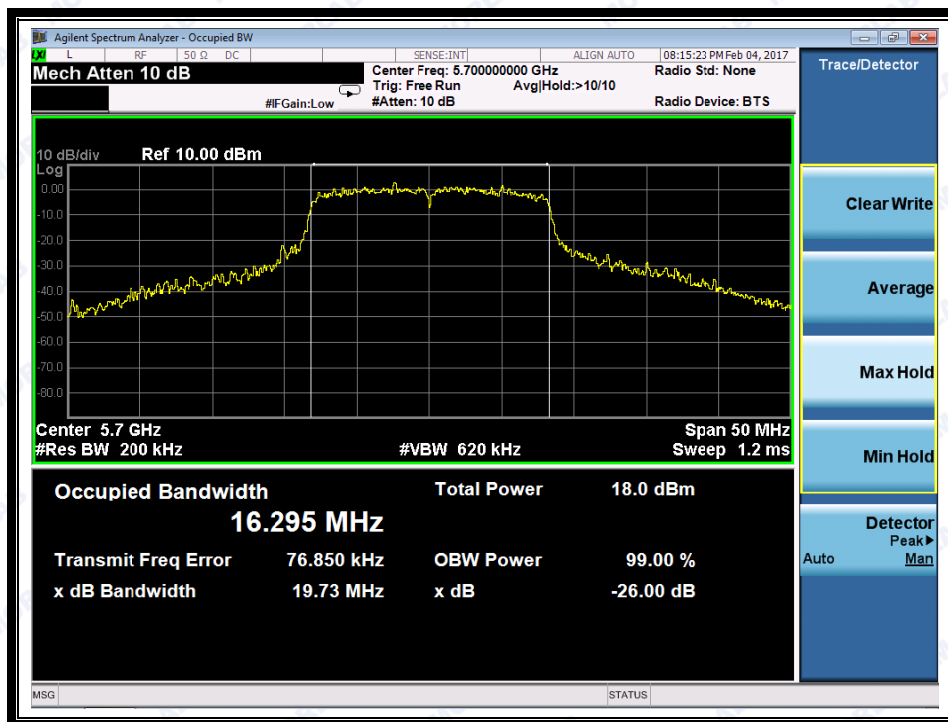 Agilent Spectrum Analyzer - Occupied BW
LXI L RF 50 Ω DC SENSE:INT ALIGN AUTO 08:15:23 PM Feb 04, 2017
Mech Atten 10 dB
Center Freq: 5.700000000 GHz
Radio Std: None
Trig: Free Run Avg|Hold:>10/10
#IFGain:Low #Atten: 10 dB Radio Device: BTS
10 dB/div Ref 10.00 dBm
Log
0.00
-10.0
-20.0
-30.0
-40.0
-50.0
-60.0
-70.0
-80.0
Center 5.7 GHz Span 50 MHz
#Res BW 200 kHz #VBW 620 kHz Sweep 1.2 ms
Occupied Bandwidth Total Power 18.0 dBm
16.295 MHz
Transmit Freq Error 76.850 kHz OBW Power 99.00 %
x dB Bandwidth 19.73 MHz x dB -26.00 dB
MSG STATUS
Trace/Detector
Clear Write
Average
Max Hold
Min Hold
Detector
Peak▶
Auto Man